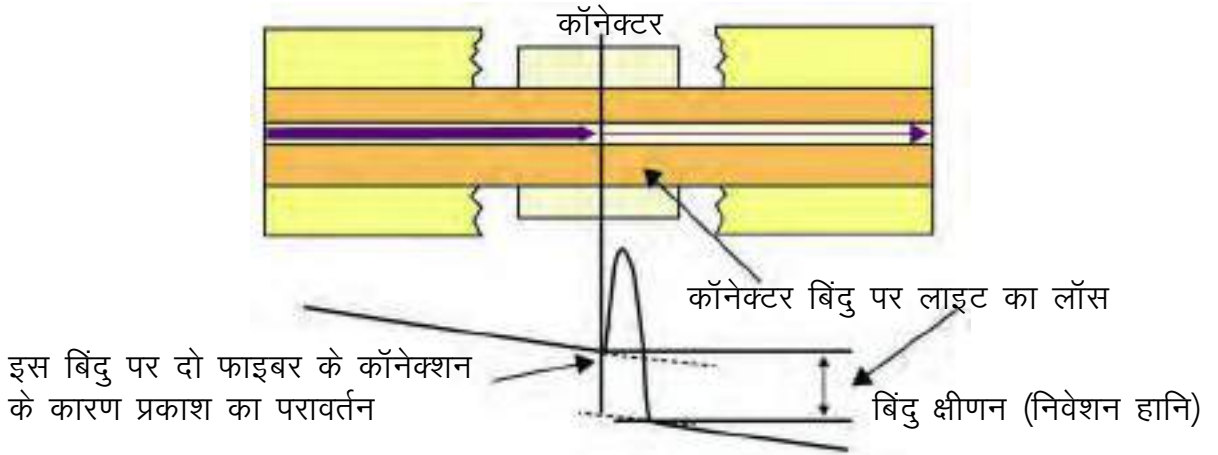 कॉनेक्टर
कॉनेक्टर बिंदु पर लाइट का लॉस
इस बिंदु पर दो फाइबर के कॉनेक्शन
के कारण प्रकाश का परावर्तन
बिंदु क्षीणन (निवेशन हानि)